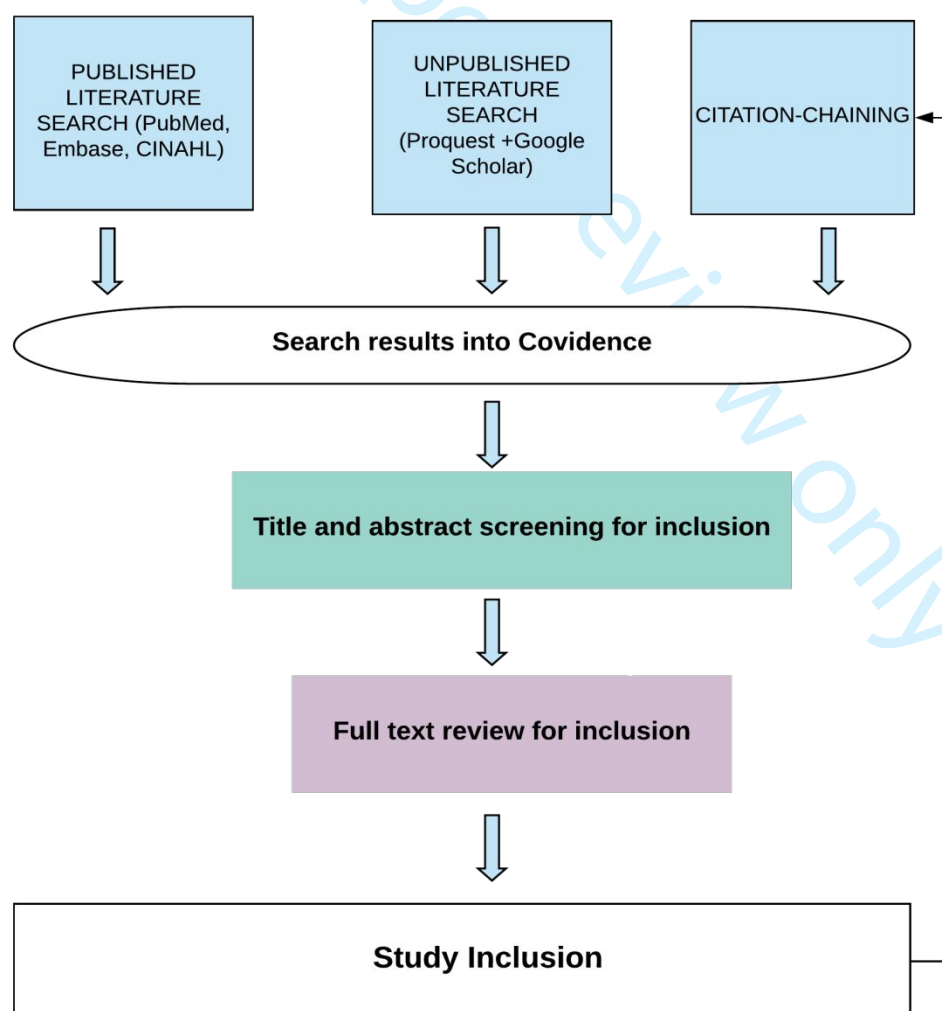 PUBLISHED
LITERATURE
SEARCH (PubMed,
Embase, CINAHL)
UNPUBLISHED
LITERATURE
SEARCH
(Proquest +Google
Scholar)
CITATION-CHAINING
Search results into Covidence
Title and abstract screening for inclusion
Full text review for inclusion
Study Inclusion